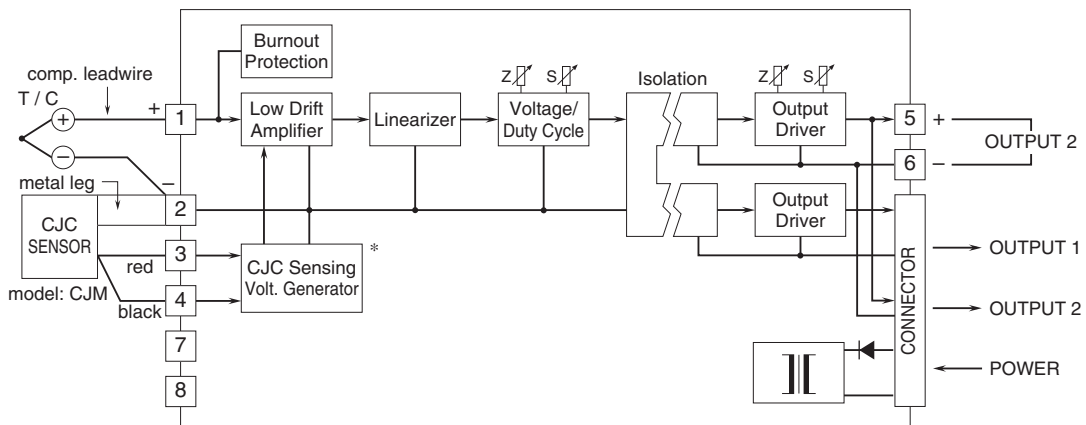 Burnout
Protection
comp. leadwire
T / C
+
−
+
−
1
Low Drift
Amplifier
Linearizer
Z
S
Voltage/
Duty Cycle
Isolation
Z
S
Output
Driver
5
+
6
−
OUTPUT 2
metal leg
2
CJC
SENSOR
model: CJM
red
3
black
4
CJC Sensing
Volt. Generator
*
Output
Driver
CONNECTOR
OUTPUT 1
OUTPUT 2
POWER
7
8